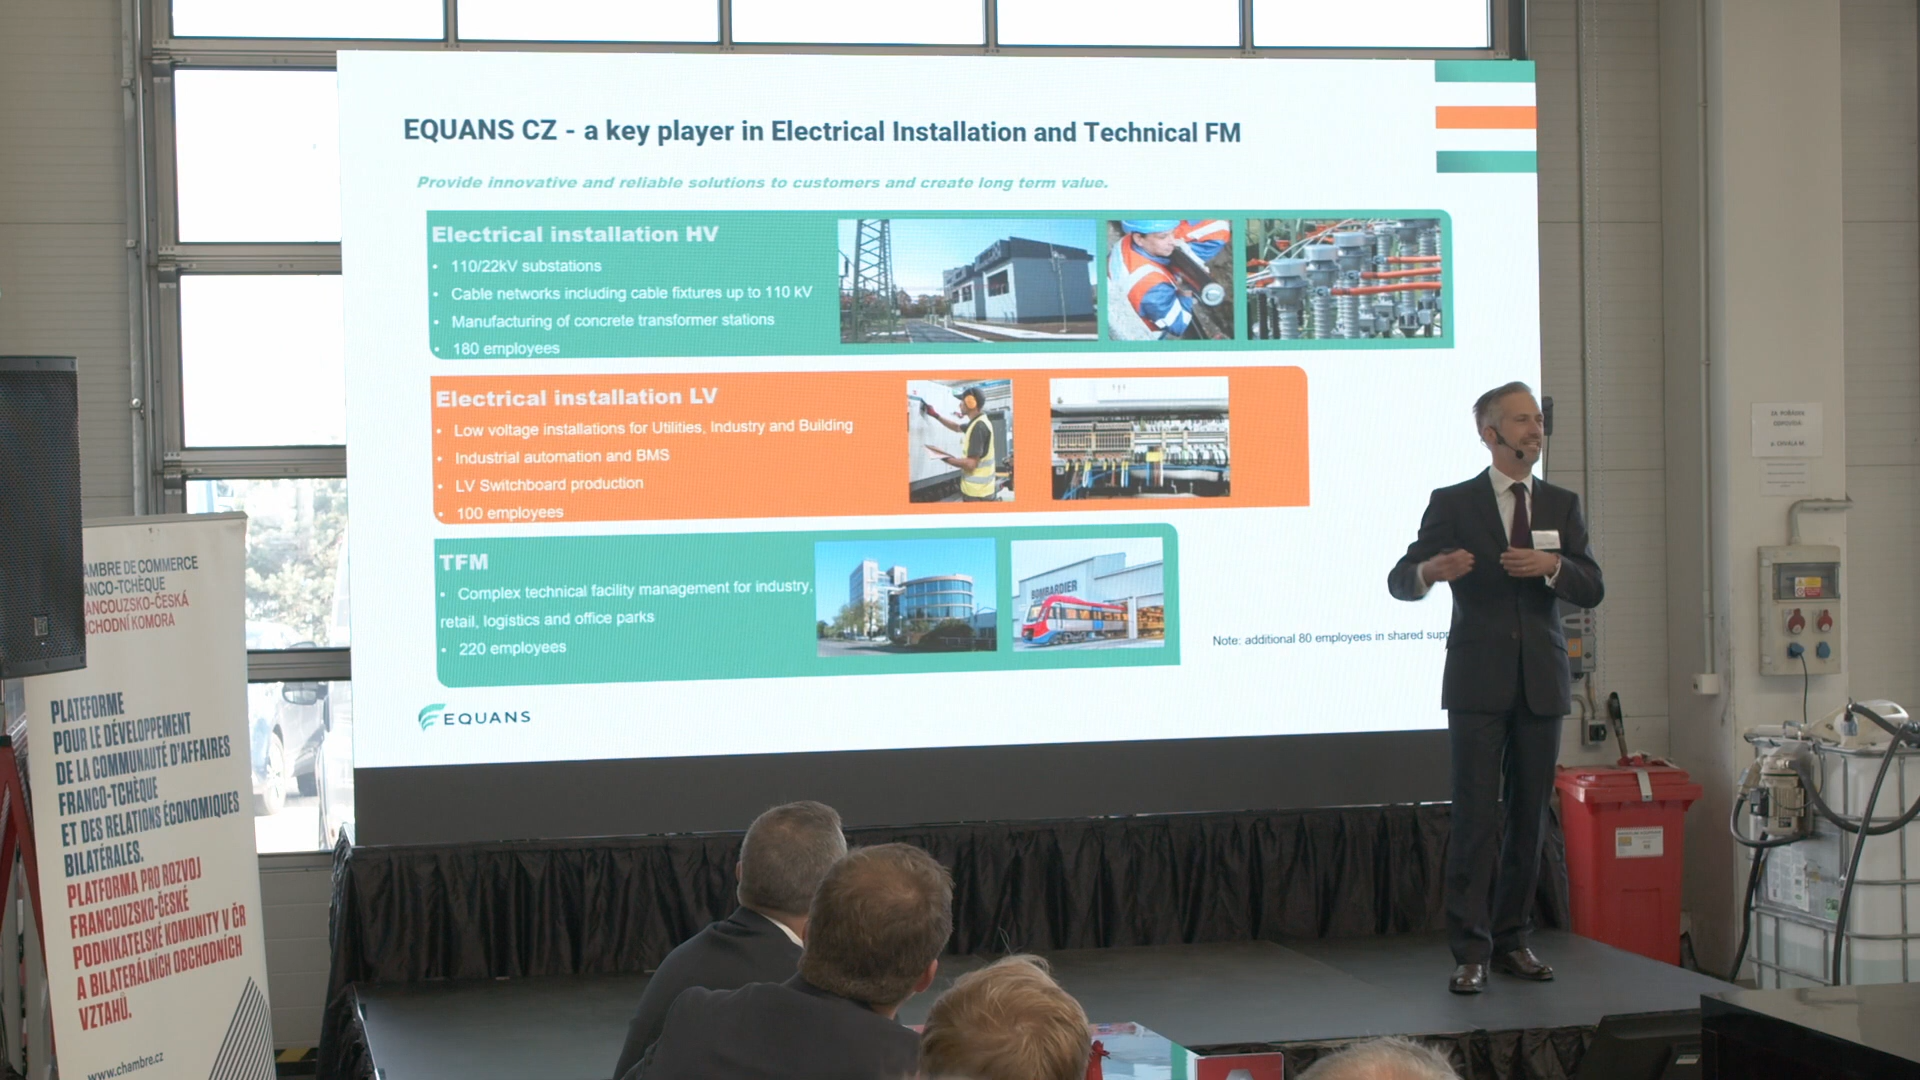 EQUANS CZ - a key player in Electrical Installation and Technical FM
Provide innovative and reliable solutions to customers and create long term value.
Electrical installation HV
• 110/22kV substations
• Cable networks including cable fixtures up to 110 kV
• Manufacturing of concrete transformer stations
• 180 employees
Electrical installation LV
• Low voltage installations for Utilities, Industry and Building
• Industrial automation and BMS
• LV Switchboard production
• 100 employees
TFM
• Complex technical facility management for industry,
retail, logistics and office parks
• 220 employees
BOMBARDIER
Note: additional 80 employees in shared supp
EQUANS
AMBRE DE COMMERCE
ANCO-TCHÈQUE
ANCOUZSKO-ČESKÁ
CHODNÍ KOMORA
PLATEFORME
POUR LE DÉVELOPPEMENT
DE LA COMMUNAUTÉ D'AFFAIRES
FRANCO-TCHÈQUE
ET DES RELATIONS ÉCONOMIQUES
BILATÉRALES.
PLATFORMA PRO ROZVOJ
FRANCOUZSKO-ČESKÉ
PODNIKATELSKÉ KOMUNITY V ČR
A BILATERÁLNÍCH OBCHODNÍCH
VZTAHŮ.
www.chambre.cz